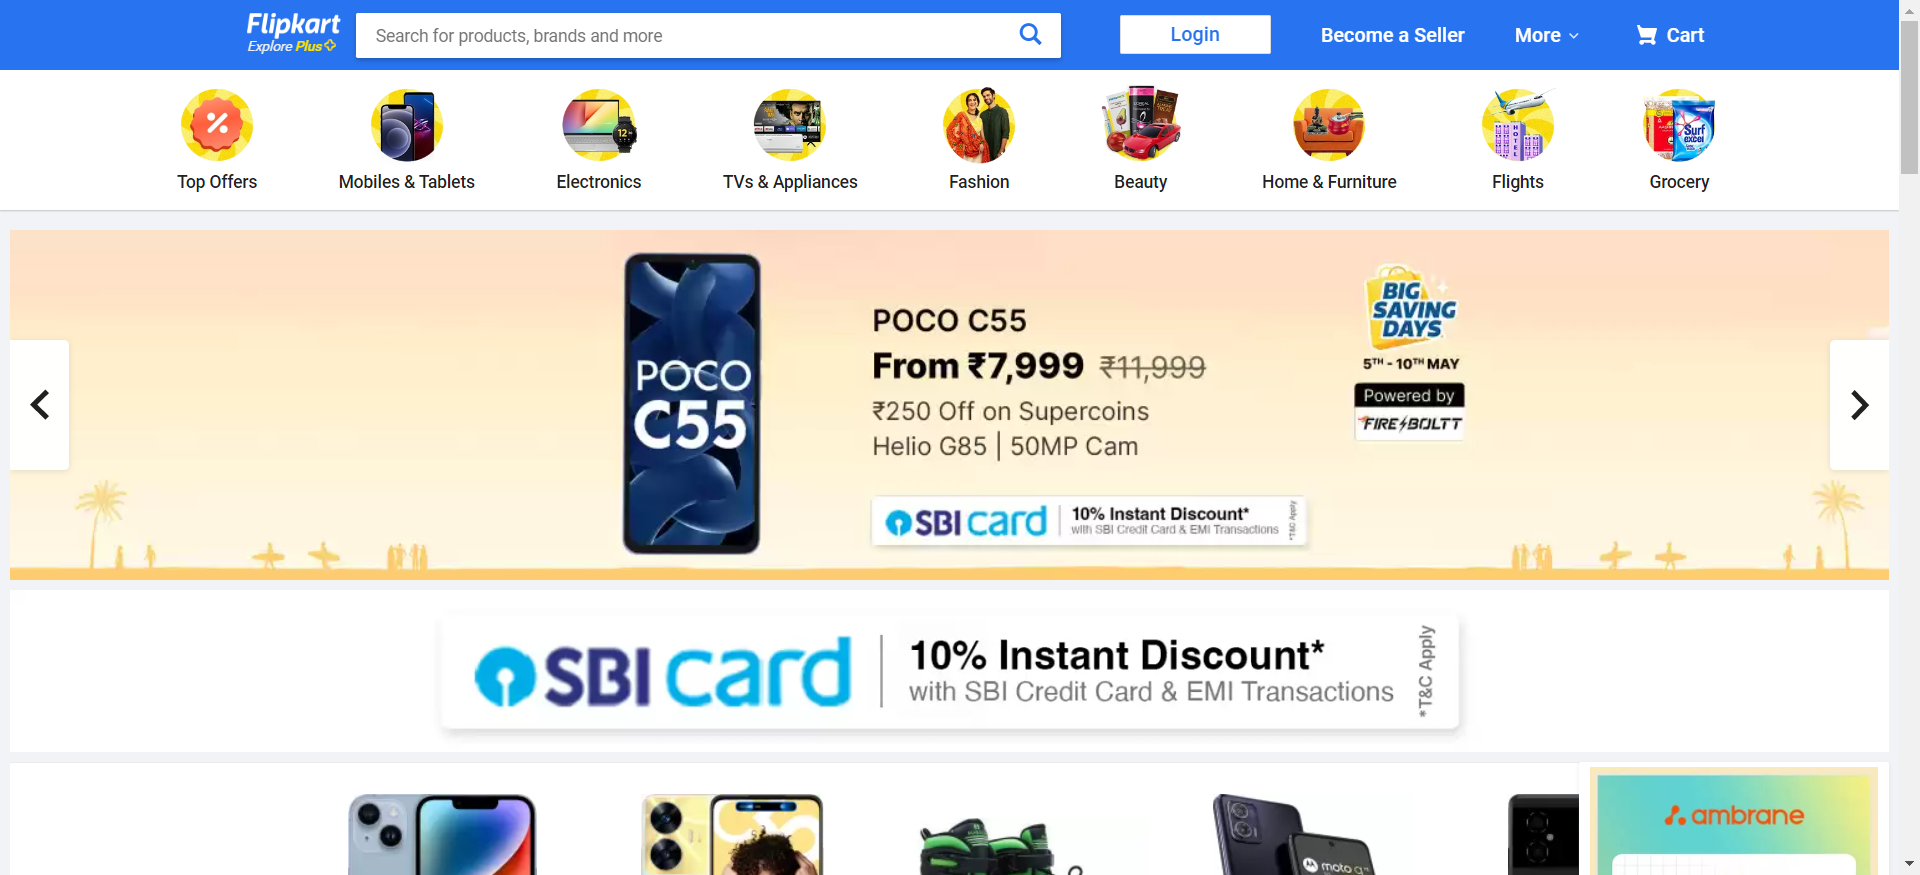 Flipkart
Explore Plus
Search for products, brands and more
Login
Become a Seller
More
Cart
Top Offers
Mobiles & Tablets
Electronics
TVs & Appliances
Fashion
Beauty
Home & Furniture
Flights
Grocery
12
HOTEL
Surf
excel
POCO
C55
POCO C55
From ₹7,999 ₹11,999
₹250 Off on Supercoins
Helio G85 | 50MP Cam
SBI card
10% Instant Discount*
with SBI Credit Card & EMI Transactions
*T&C Apply
BIG
SAVING
DAYS
5TH - 10TH MAY
Powered by
FIRE BOLTT
SBI card
10% Instant Discount*
with SBI Credit Card & EMI Transactions
*T&C Apply
moto
ambrane